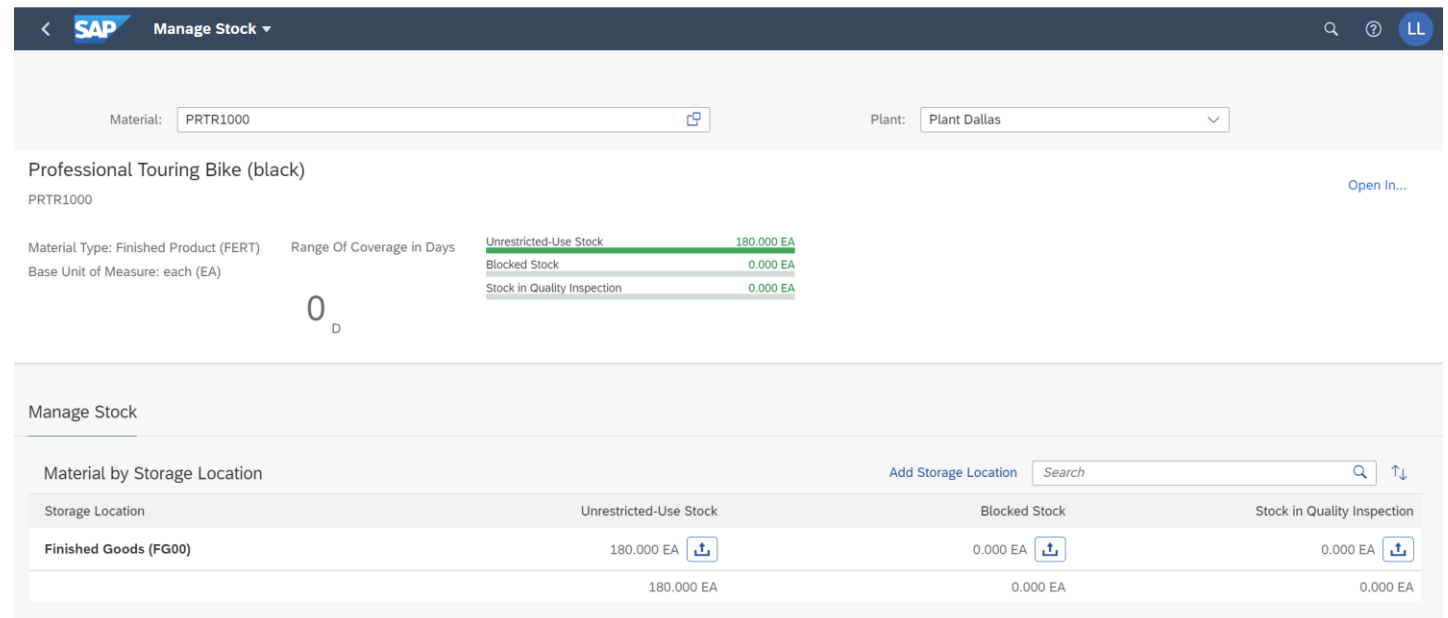 SAP Manage Stock LL
Material: PRTR1000 Plant: Plant Dallas
Professional Touring Bike (black)
Open In...
PRTR1000
Material Type: Finished Product (FERT)
Base Unit of Measure: each (EA)
Range Of Coverage in Days
0 D
Unrestricted-Use Stock 180.000 EA
Blocked Stock 0.000 EA
Stock in Quality Inspection 0.000 EA
Manage Stock
Material by Storage Location Add Storage Location Search
Storage Location Unrestricted-Use Stock Blocked Stock Stock in Quality Inspection
Finished Goods (FG00) 180.000 EA 0.000 EA 0.000 EA
180.000 EA 0.000 EA 0.000 EA